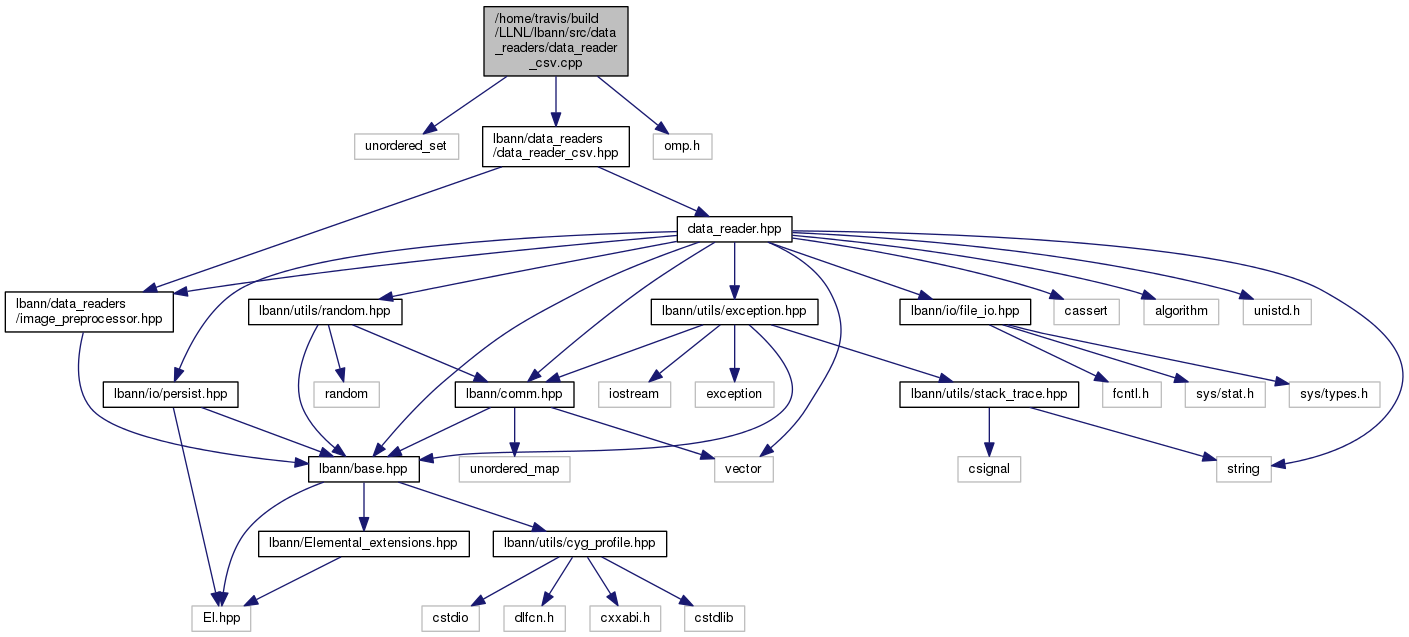 /home/travis/build
/LLNL/lbann/src/data
_readers/data_reader
_csv.cpp
unordered_set
lbann/data_readers
/data_reader_csv.hpp
omp.h
data_reader.hpp
lbann/data_readers
/image_preprocessor.hpp
lbann/utils/random.hpp
lbann/utils/exception.hpp
lbann/io/file_io.hpp
cassert
algorithm
unistd.h
lbann/io/persist.hpp
random
lbann/comm.hpp
iostream
exception
lbann/utils/stack_trace.hpp
fcntl.h
sys/stat.h
sys/types.h
lbann/base.hpp
unordered_map
vector
csignal
string
lbann/Elemental_extensions.hpp
lbann/utils/cyg_profile.hpp
El.hpp
cstdio
dlfcn.h
cxxabi.h
cstdlib